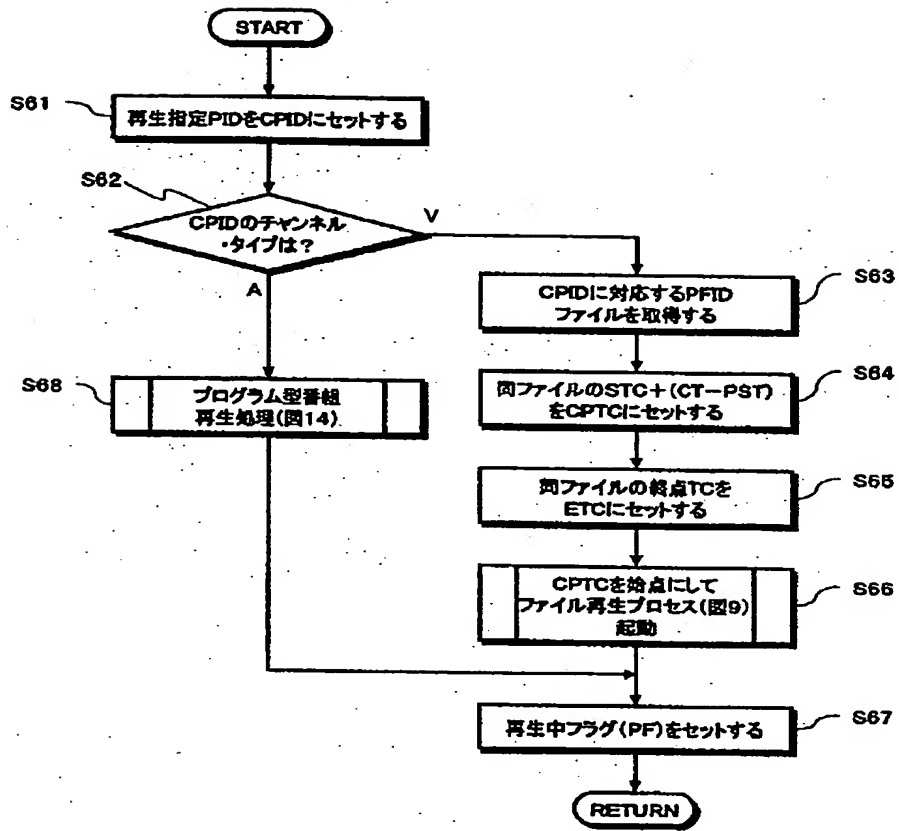 START
S61
再生指定PIDをCPIDにセットする
S62
CPIDのチャンネル
・タイプは？
V
A
S63
CPIDに対応するPFID
ファイルを取得する
S68
プログラム型番組
再生処理(図14)
S64
同ファイルのSTC+(CT-PST)
をCPTCにセットする
S65
同ファイルの終点TCを
ETCにセットする
S66
CPTCを始点にして
ファイル再生プロセス(図9)
起動
S67
再生中フラグ(PF)をセットする
RETURN